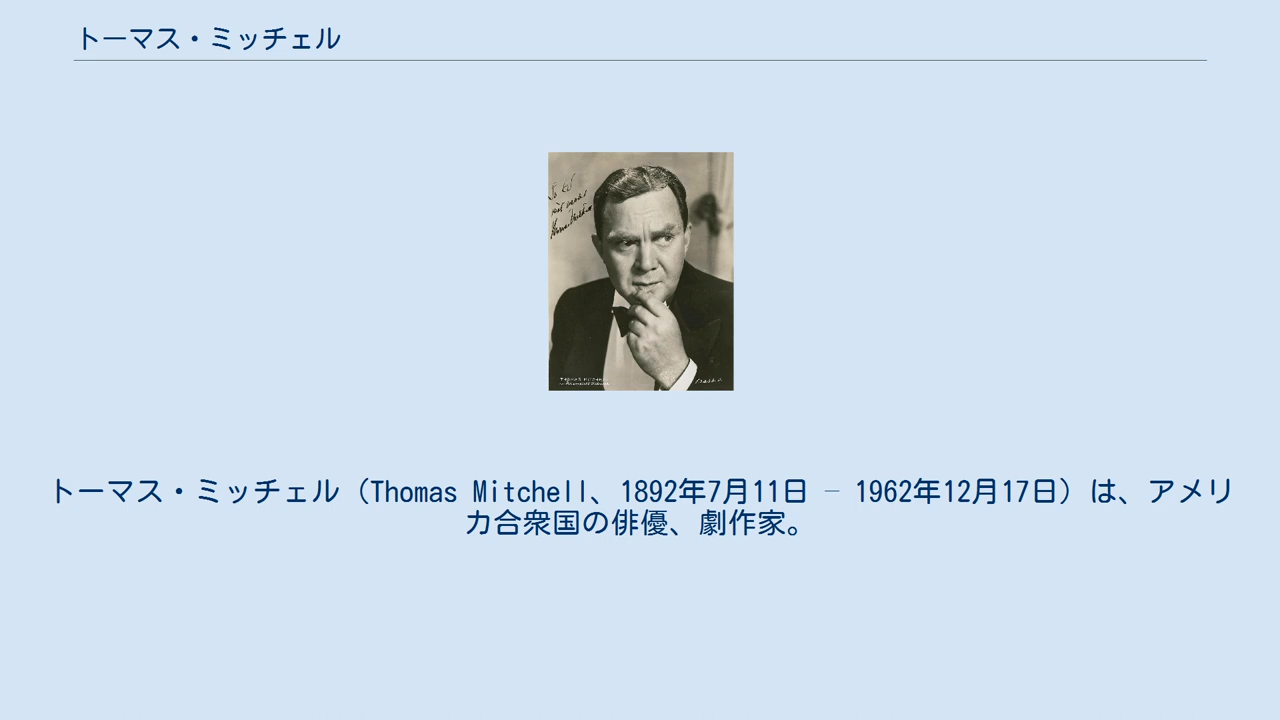 トーマス・ミッチェル
トーマス・ミッチェル（Thomas Mitchell、1892年7月11日 – 1962年12月17日）は、アメリ
カ合衆国の俳優、劇作家。